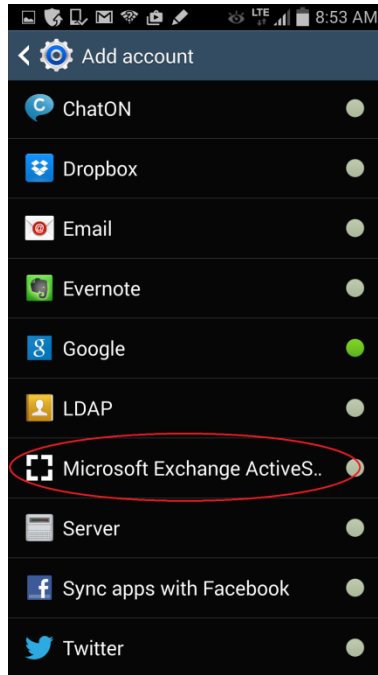 LTE 8:53 AM
Add account
ChatON
Dropbox
Email
Evernote
Google
LDAP
Microsoft Exchange ActiveS..
Server
Sync apps with Facebook
Twitter